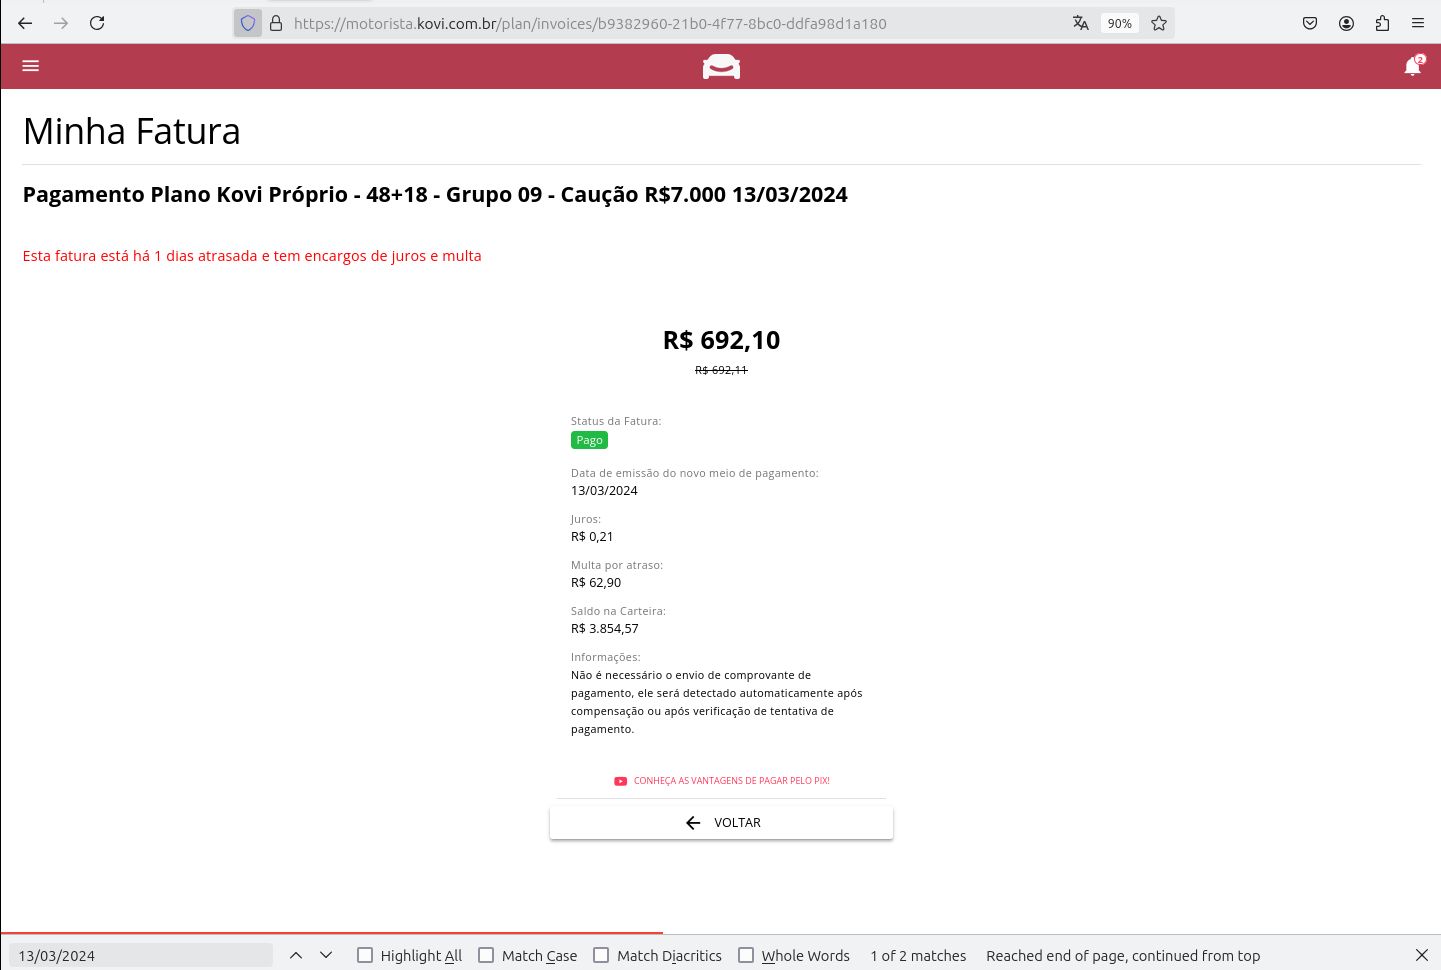 https://motorista.kovi.com.br/plan/invoices/b9382960-21b0-4f77-8bc0-ddfa98d1a180
90%
2
Minha Fatura
Pagamento Plano Kovi Próprio - 48+18 - Grupo 09 - Caução R$7.000 13/03/2024
Esta fatura está há 1 dias atrasada e tem encargos de juros e multa
R$ 692,10
R$ 692,11
Status da Fatura:
Pago
Data de emissão do novo meio de pagamento:
13/03/2024
Juros:
R$ 0,21
Multa por atraso:
R$ 62,90
Saldo na Carteira:
R$ 3.854,57
Informações:
Não é necessário o envio de comprovante de
pagamento, ele será detectado automaticamente após
compensação ou após verificação de tentativa de
pagamento.
CONHEÇA AS VANTAGENS DE PAGAR PELO PIX!
VOLTAR
13/03/2024 Highlight All Match Case Match Diacritics Whole Words 1 of 2 matches Reached end of page, continued from top